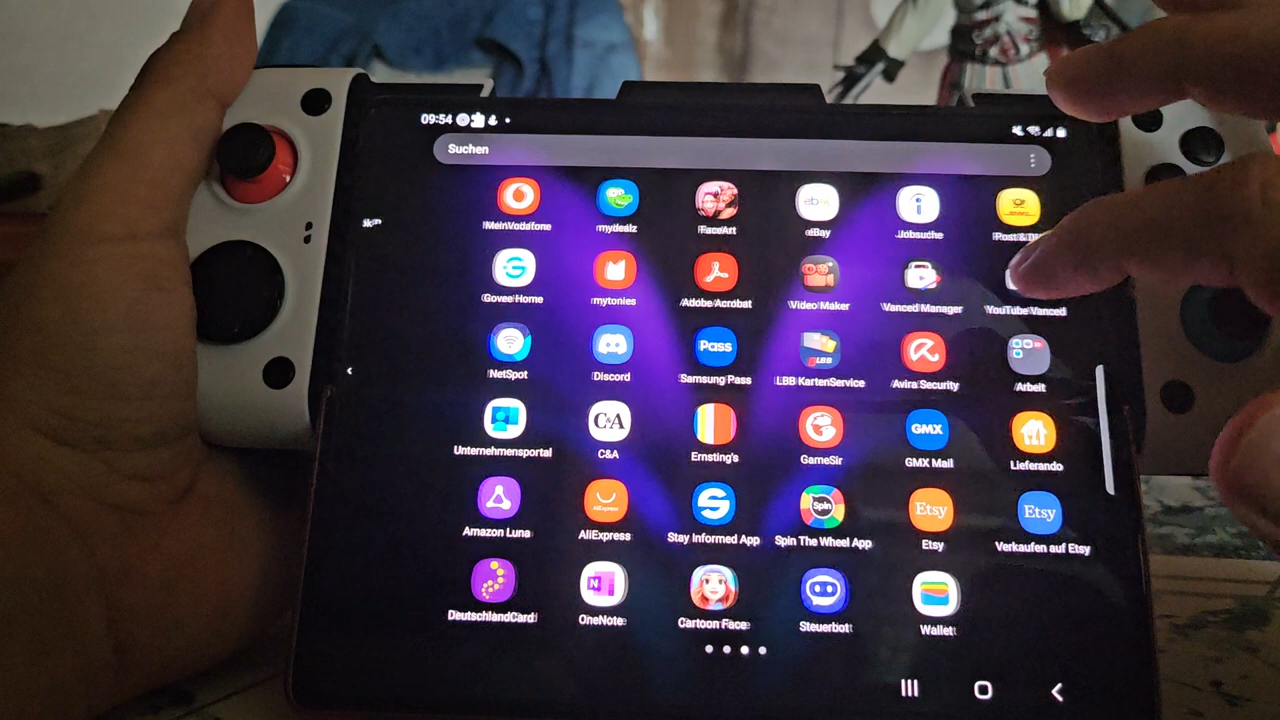 09:54
Suchen
MeinVodafone mydealz FaceArt eBay Jobsuche Post &
Govee Home mytonies Adobe Acrobat Video Maker Vanced Manager YouTube Vanced
NetSpot Discord Pass Samsung Pass LBB LBB KartenService Avira Security Arbeit
Unternehmensportal C&A C&A Ernsting's GameSir GMX GMX Mail Lieferando
Amazon Luna AliExpress AliExpress Stay Informed App Spin Spin The Wheel App Etsy Etsy Etsy Verkaufen auf Etsy
DeutschlandCard N OneNote Cartoon Face Steuerbot Wallet